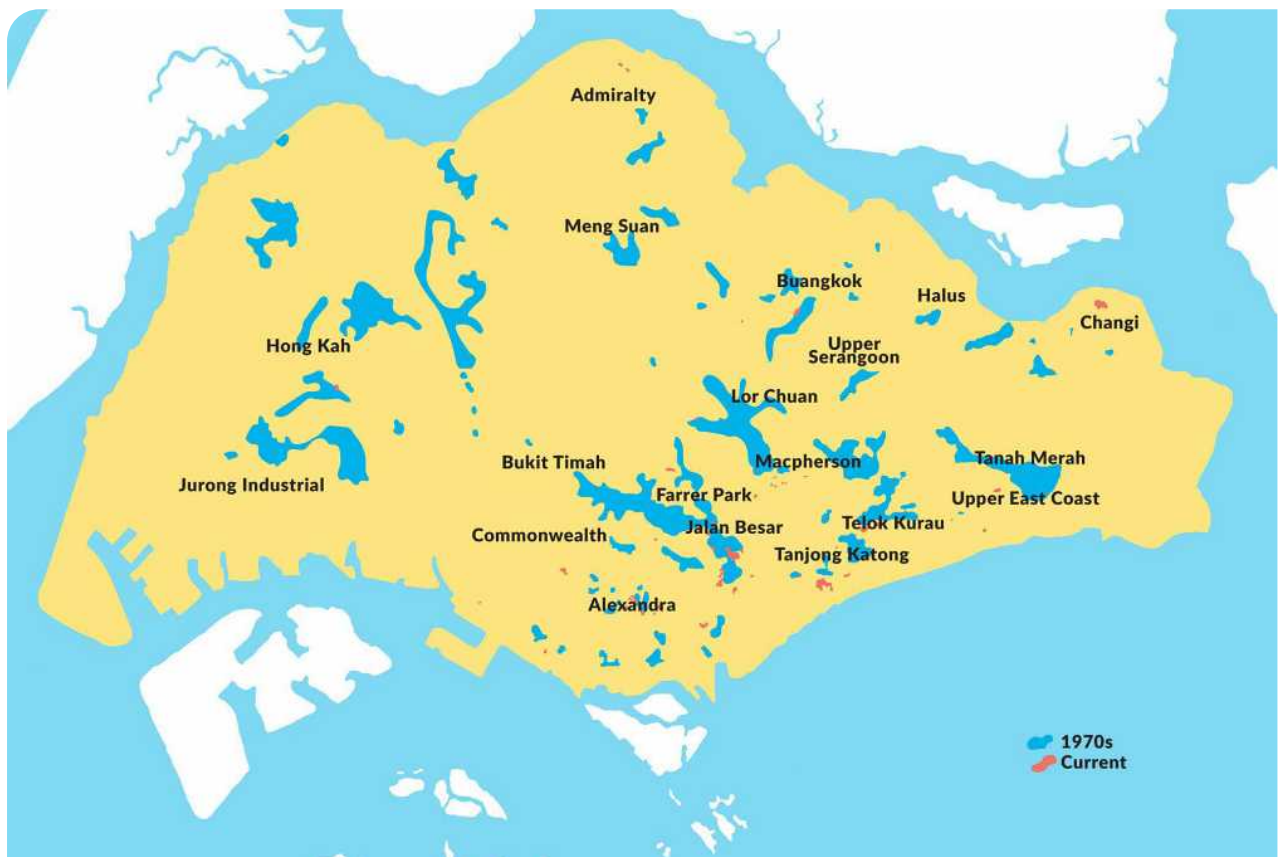 Admiralty
Meng Suan
Buangkok
Halus
Changi
Hong Kah
Upper
Serangoon
Lor Chuan
Bukit Timah
Macpherson
Tanah Merah
Jurong Industrial
Farrer Park
Upper East Coast
Commonwealth
Jalan Besar
Telok Kurau
Tanjong Katong
Alexandra
1970s
Current